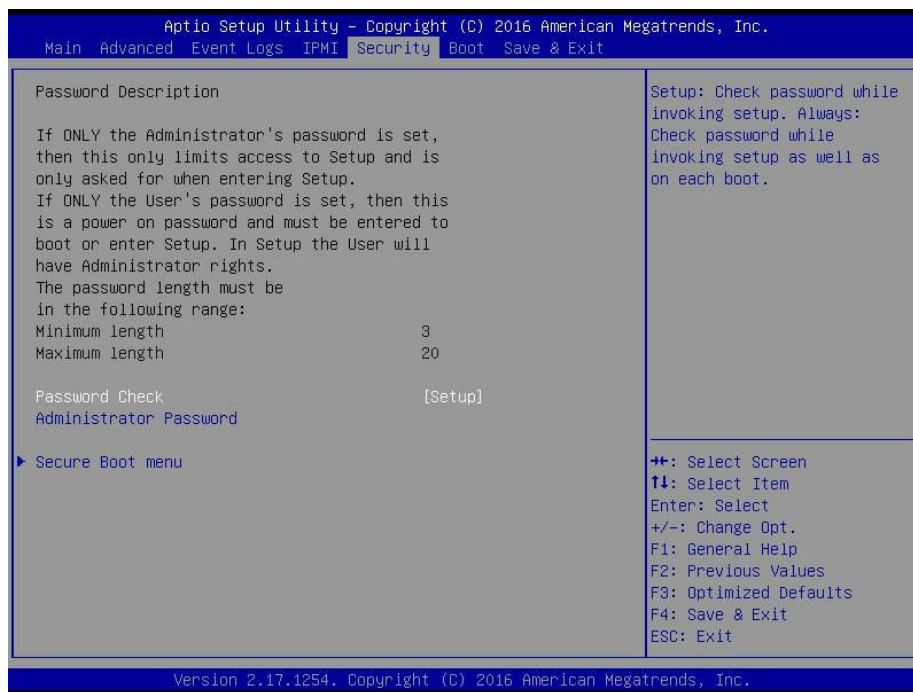 Aptio Setup Utility – Copyright (C) 2016 American Megatrends, Inc.
Main Advanced Event Logs IPMI Security Boot Save & Exit
Password Description
If ONLY the Administrator's password is set,
then this only limits access to Setup and is
only asked for when entering Setup.
If ONLY the User's password is set, then this
is a power on password and must be entered to
boot or enter Setup. In Setup the User will
have Administrator rights.
The password length must be
in the following range:
Minimum length 3
Maximum length 20
Password Check [Setup]
Administrator Password
Secure Boot menu
Setup: Check password while
invoking setup. Always:
Check password while
invoking setup as well as
on each boot.
→←: Select Screen
↑↓: Select Item
Enter: Select
+/-: Change Opt.
F1: General Help
F2: Previous Values
F3: Optimized Defaults
F4: Save & Exit
ESC: Exit
Version 2.17.1254. Copyright (C) 2016 American Megatrends, Inc.